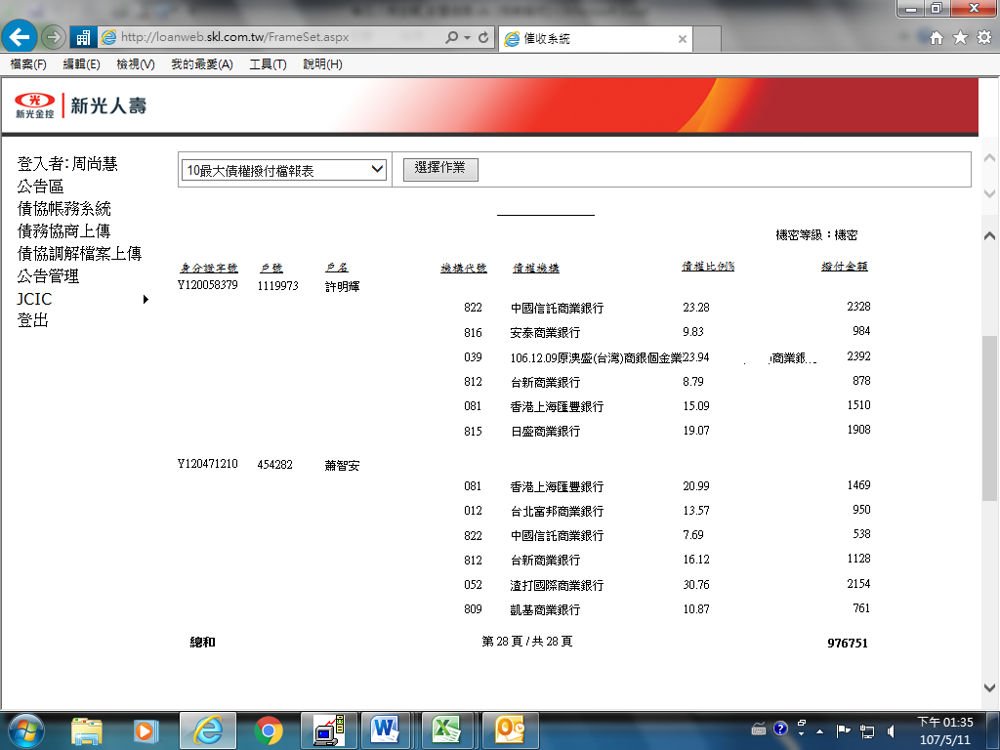 http://loanweb.skl.com.tw/FrameSet.aspx
催收系統
檔案(F) 編輯(E) 檢視(V) 我的最愛(A) 工具(T) 說明(H)
新光金控 新光人壽
登入者: 周尚慧
公告區
債協帳務系統
債務協商上傳
債協調解檔案上傳
公告管理
JCIC
登出
10最大債權撥付檔報表 選擇作業
機密等級：機密
身分證字號 戶號 戶名 機構代號 債權機構 債權比例% 撥付金額
Y120058379 1119973 許明輝
822 中國信託商業銀行 23.28 2328
816 安泰商業銀行 9.83 984
039 106.12.09原澳盛(台灣)商銀個金業23.94 商業銀... 2392
812 台新商業銀行 8.79 878
081 香港上海匯豐銀行 15.09 1510
815 日盛商業銀行 19.07 1908
Y120471210 454282 蕭智安
081 香港上海匯豐銀行 20.99 1469
012 台北富邦商業銀行 13.57 950
822 中國信託商業銀行 7.69 538
812 台新商業銀行 16.12 1128
052 渣打國際商業銀行 30.76 2154
809 凱基商業銀行 10.87 761
總和 第 28 頁 / 共 28 頁 976751
下午 01:35
107/5/11